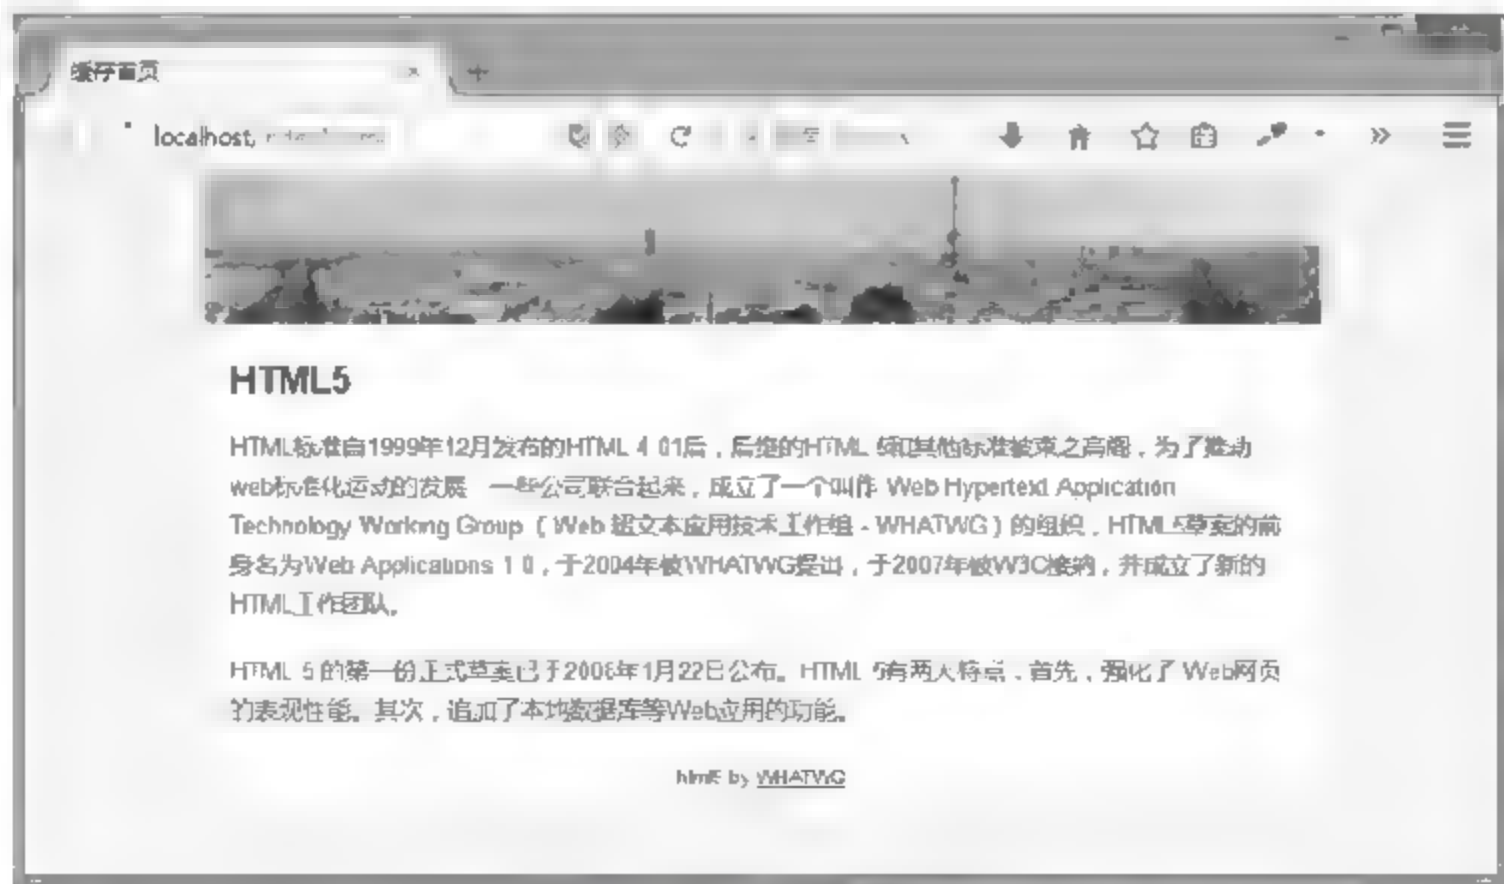 缓存首页
localhost/
HTML5
HTML标准自1999年12月发布的HTML 4.01后，后继的HTML 5和其他标准被束之高阁，为了推动
web标准化运动的发展，一些公司联合起来，成立了一个叫作 Web Hypertext Application
Technology Working Group（Web 超文本应用技术工作组 - WHATWG）的组织，HTML5草案的前
身名为Web Applications 1.0，于2004年被WHATWG提出，于2007年被W3C接纳，并成立了新的
HTML工作团队。
HTML 5 的第一份正式草案已于2008年1月22日公布。HTML 5有两大特点，首先，强化了 Web网页
的表现性能。其次，追加了本地数据库等Web应用的功能。
html5 by WHATWG